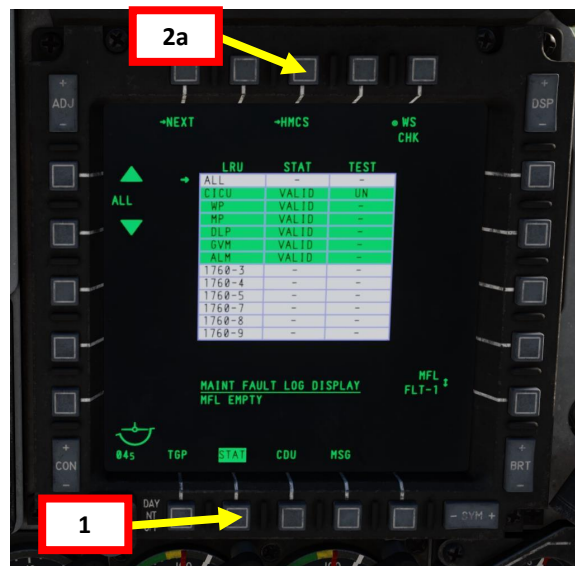 2a
+
ADJ
-
+
DSP
-
→NEXT
→HMCS
● WS
CHK
LRU STAT TEST
→ ALL - -
ALL
CICU VALID UN
WP VALID -
MP VALID -
DLP VALID -
GVM VALID -
ALM VALID -
1760-3 - -
1760-4 - -
1760-5 - -
1760-7 - -
1760-8 - -
1760-9 - -
MAINT FAULT LOG DISPLAY
MFL EMPTY
MFL
FLT-1
04s TGP STAT CDU MSG
+
CON
-
+
BRT
-
DAY
NT
- SYM +
1